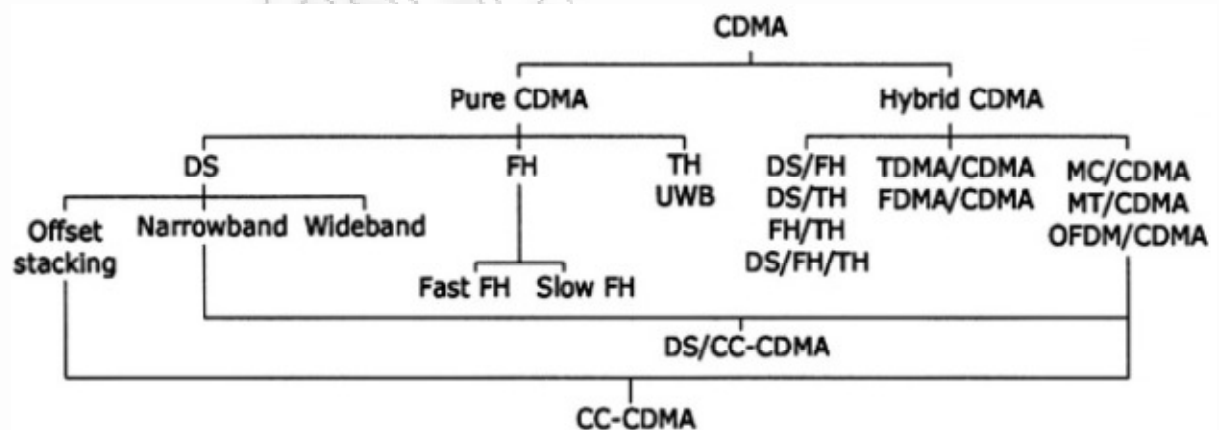 CDMA
Pure CDMA Hybrid CDMA
DS FH TH DS/FH TDMA/CDMA MC/CDMA
UWB DS/TH FDMA/CDMA MT/CDMA
Offset Narrowband Wideband FH/TH OFDM/CDMA
stacking DS/FH/TH
Fast FH Slow FH
DS/CC-CDMA
CC-CDMA